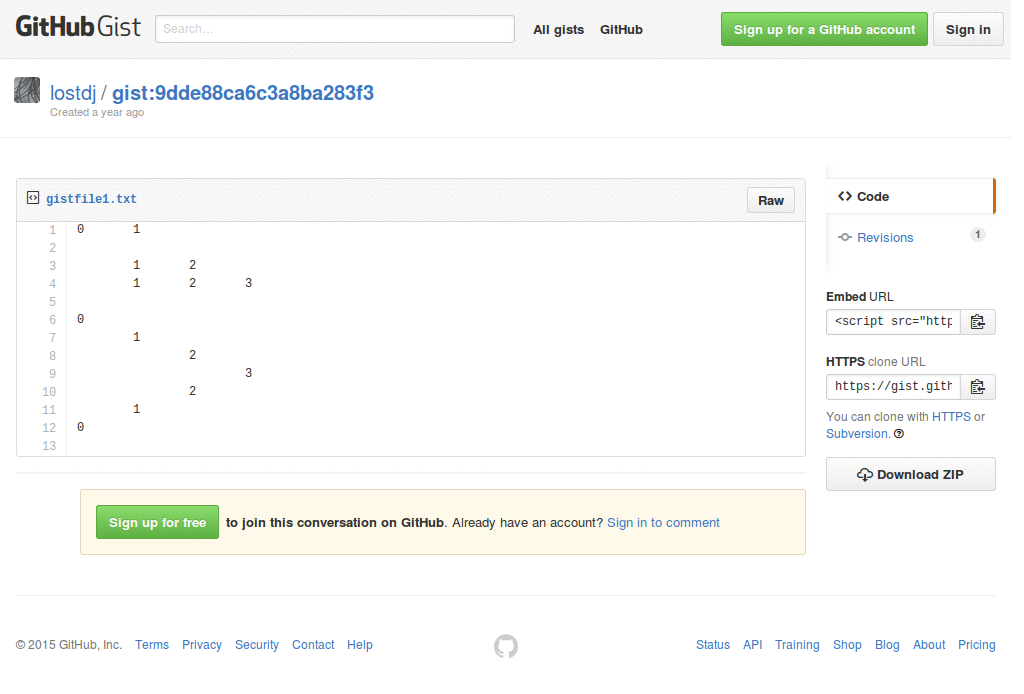 GitHub Gist Search… All gists GitHub Sign up for a GitHub account Sign in
lostdj / gist:9dde88ca6c3a8ba283f3
Created a year ago
gistfile1.txt Raw
1 0 1
2
3 1 2
4 1 2 3
5
6 0
7 1
8 2
9 3
10 2
11 1
12 0
13
Sign up for free to join this conversation on GitHub. Already have an account? Sign in to comment
Code
Revisions 1
Embed URL
<script src="http
HTTPS clone URL
https://gist.gith
You can clone with HTTPS or
Subversion.
Download ZIP
© 2015 GitHub, Inc. Terms Privacy Security Contact Help Status API Training Shop Blog About Pricing